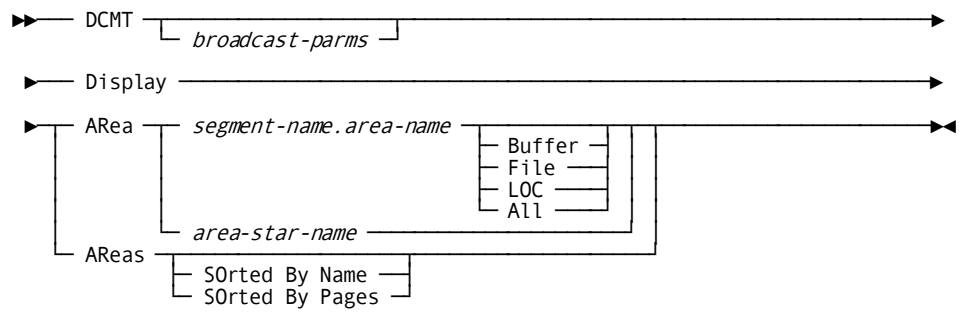 DCMT
broadcast-parms
Display
ARea segment-name.area-name
Buffer
File
LOC
All
area-star-name
AReas
SOrted By Name
SOrted By Pages